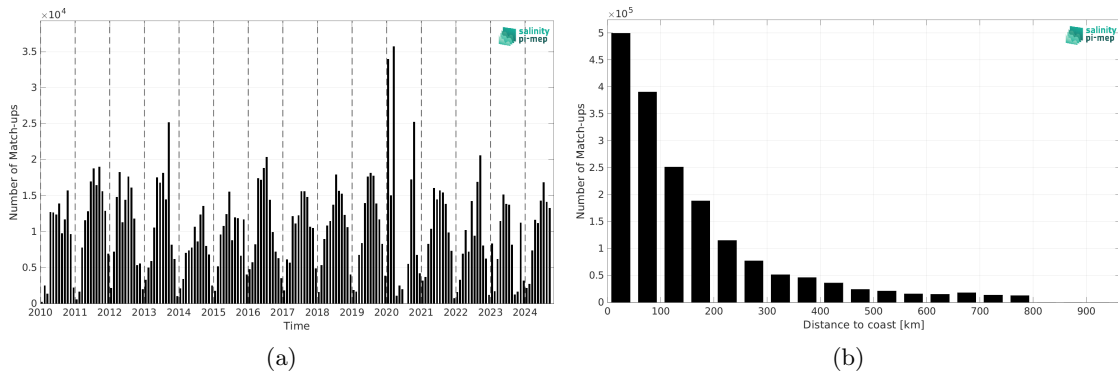 ×10^4
salinity
pi-mep
3.5
3
2.5
2
1.5
1
0.5
0
Number of Match-ups
2010 2011 2012 2013 2014 2015 2016 2017 2018 2019 2020 2021 2022 2023 2024
Time
(a)
×10^5
salinity
pi-mep
5
4.5
4
3.5
3
2.5
2
1.5
1
0.5
0
Number of Match-ups
0 100 200 300 400 500 600 700 800 900
Distance to coast [km]
(b)